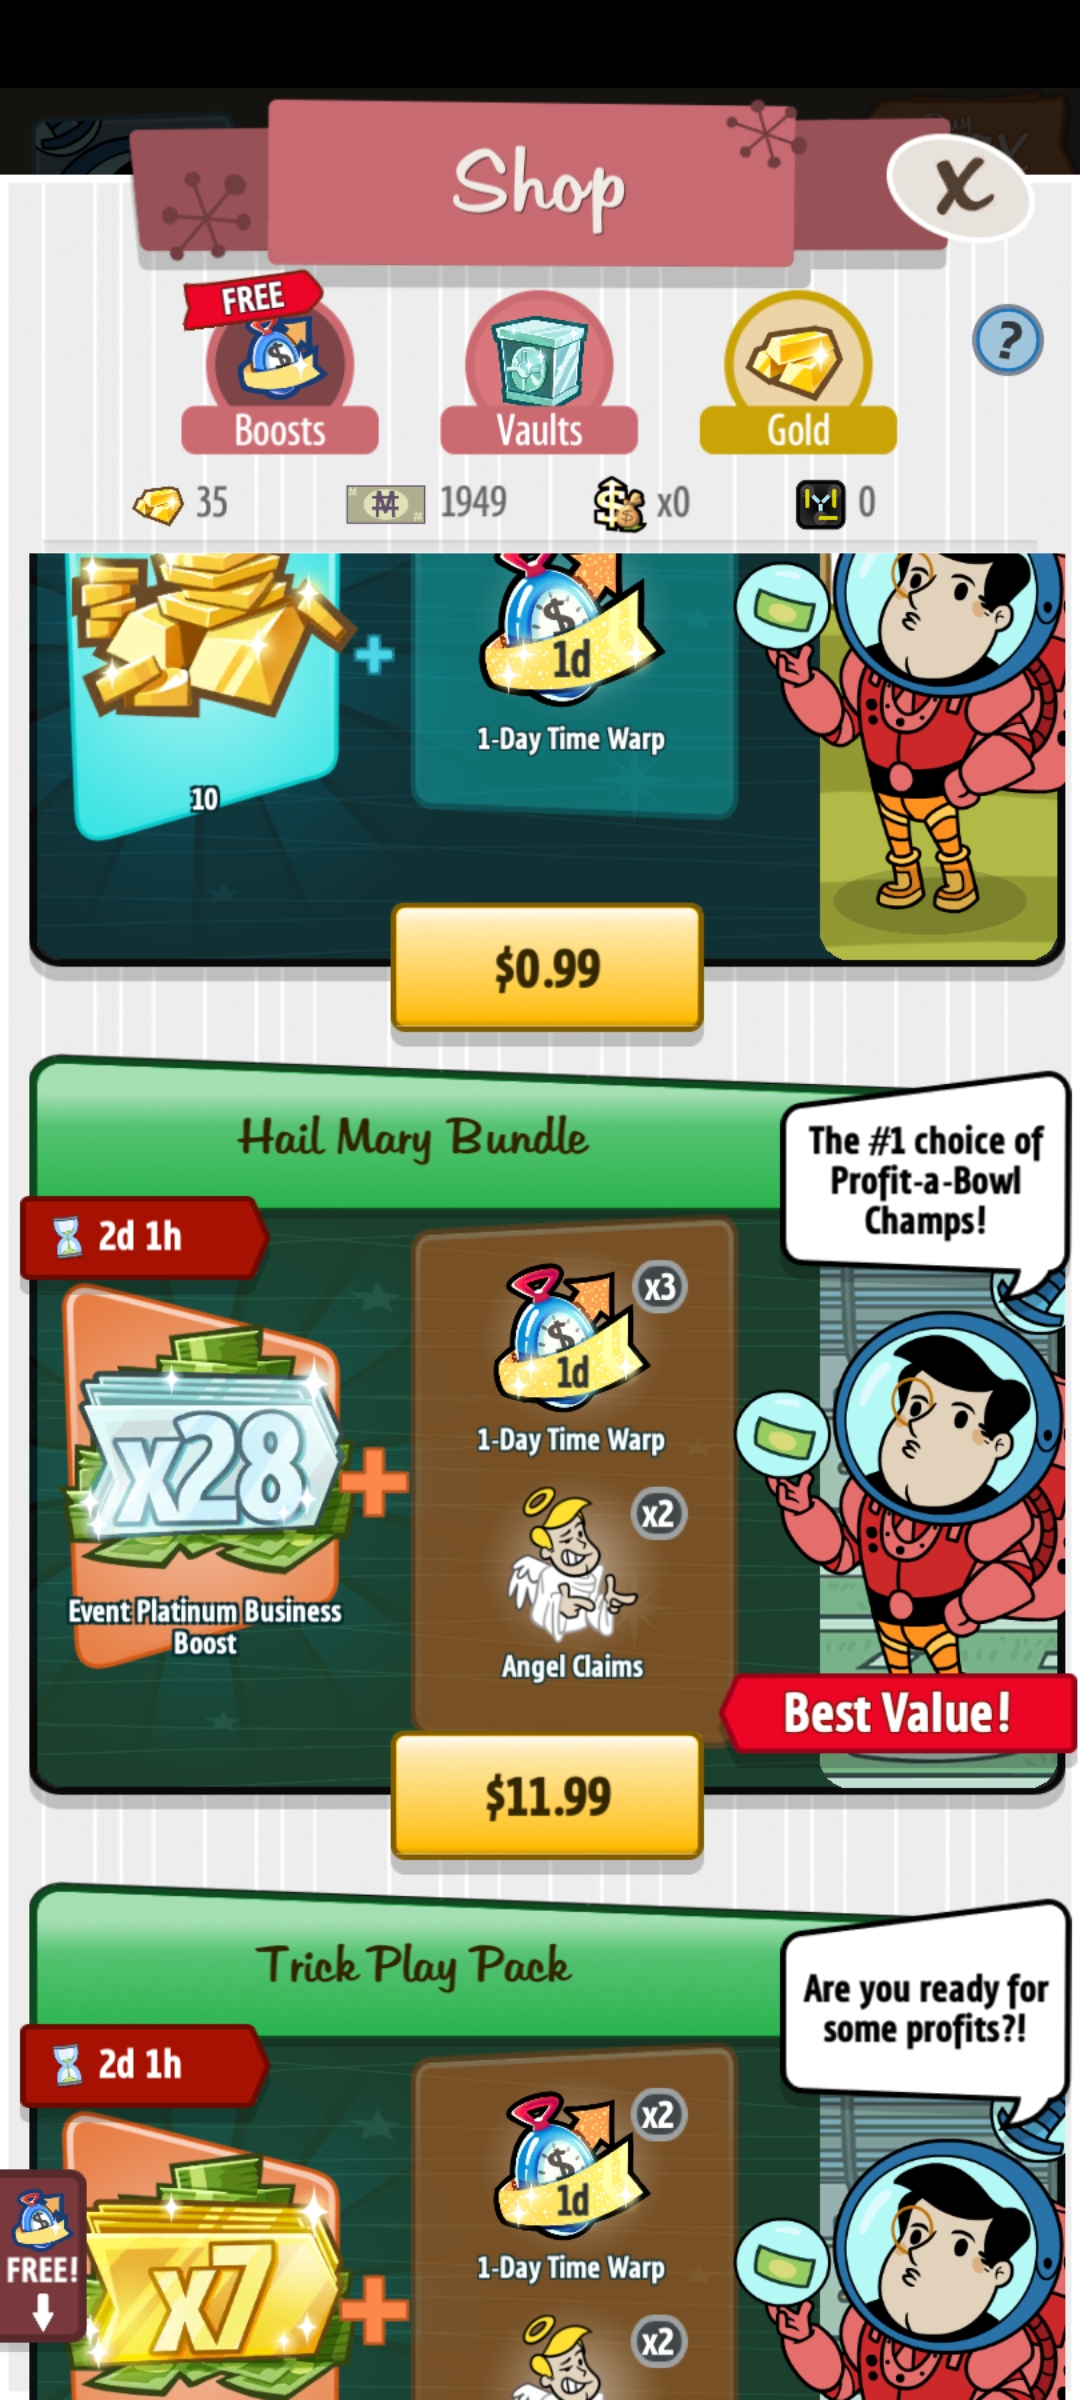 Shop
X
FREE
Boosts
Vaults
Gold
?
35
1949
x0
0
1d
1-Day Time Warp
10
$0.99
Hail Mary Bundle
The #1 choice of
Profit-a-Bowl
Champs!
2d 1h
x3
1d
x28
1-Day Time Warp
x2
Event Platinum Business
Boost
Angel Claims
Best Value!
$11.99
Trick Play Pack
Are you ready for
some profits?!
2d 1h
x2
1d
FREE!
x7
1-Day Time Warp
x2